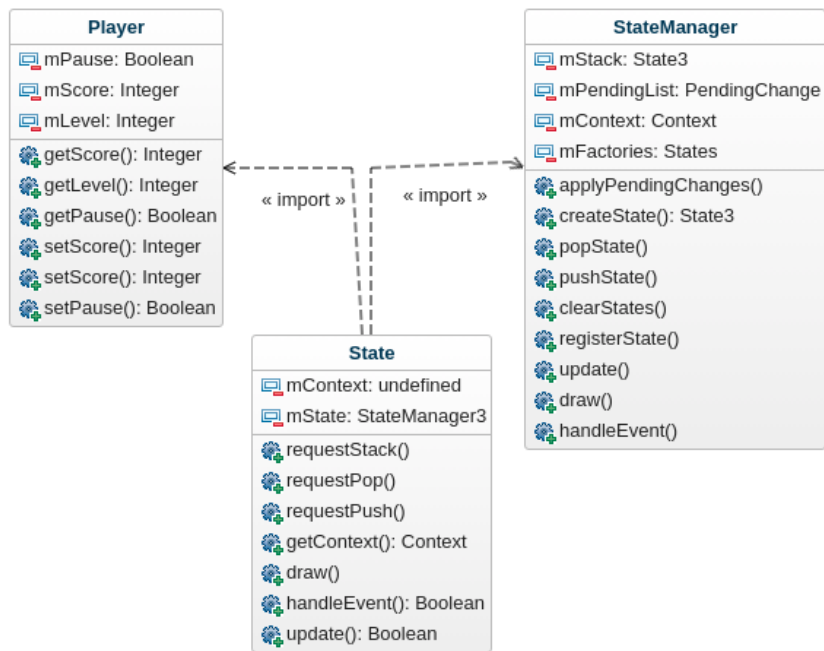 Player
mPause: Boolean
mScore: Integer
mLevel: Integer
getScore(): Integer
getLevel(): Integer
getPause(): Boolean
setScore(): Integer
setScore(): Integer
setPause(): Boolean
StateManager
mStack: State3
mPendingList: PendingChange
mContext: Context
mFactories: States
applyPendingChanges()
createState(): State3
popState()
pushState()
clearStates()
registerState()
update()
draw()
handleEvent()
« import »
« import »
State
mContext: undefined
mState: StateManager3
requestStack()
requestPop()
requestPush()
getContext(): Context
draw()
handleEvent(): Boolean
update(): Boolean